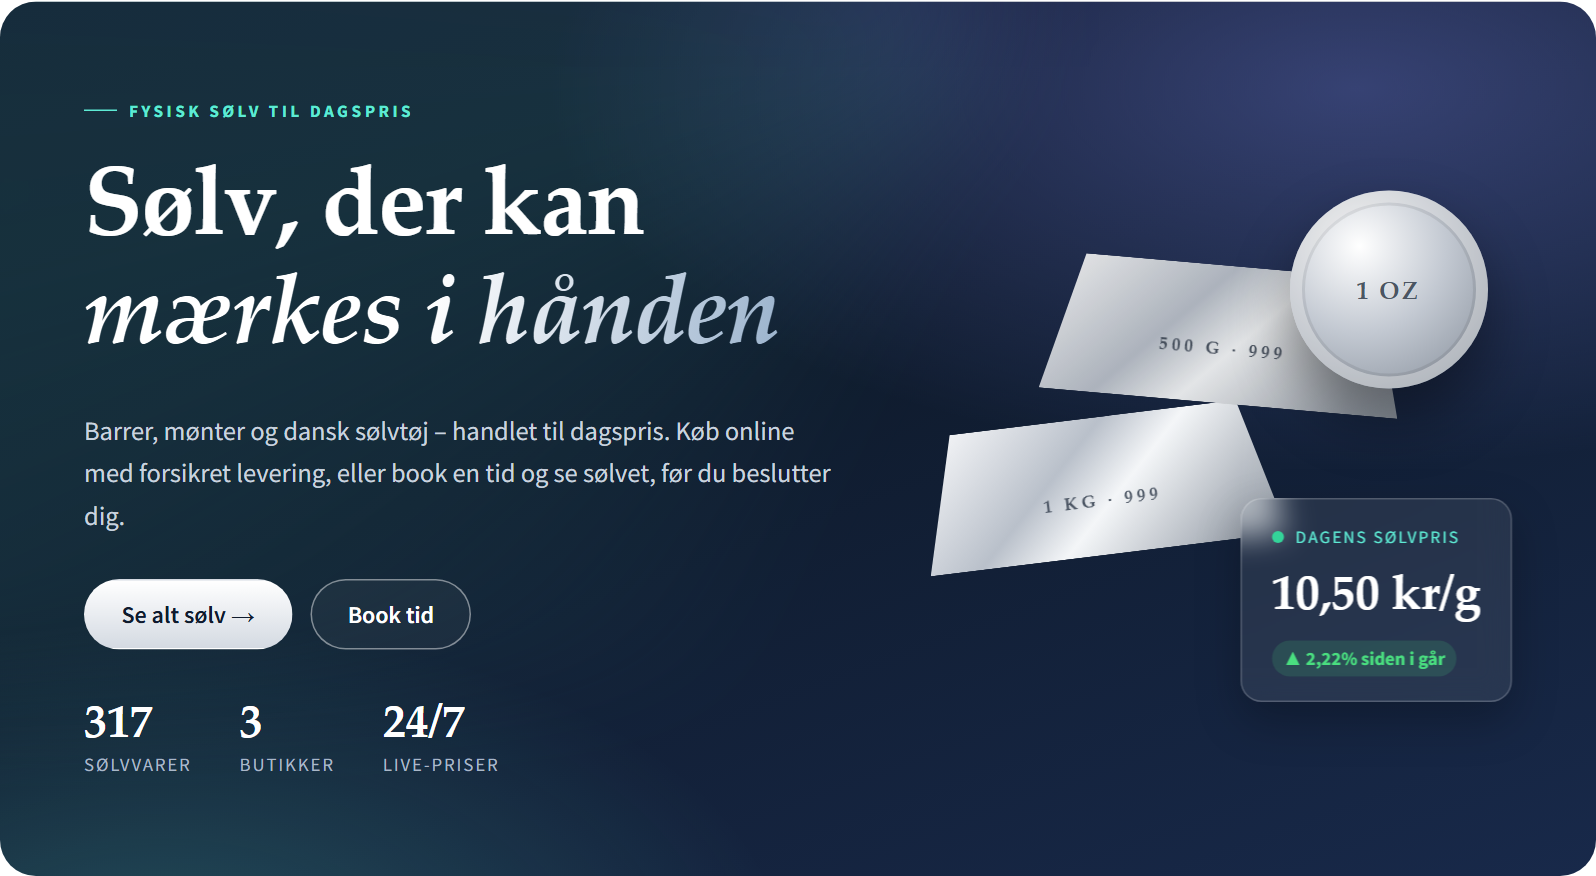 FYSISK SØLV TIL DAGSPRIS
Sølv, der kan
mærkes i hånden
Barrer, mønter og dansk sølvtøj – handlet til dagspris. Køb online
med forsikret levering, eller book en tid og se sølvet, før du beslutter
dig.
Se alt sølv →
Book tid
317
SØLVVARER
3
BUTIKKER
24/7
LIVE-PRISER
1 OZ
500 G · 999
1 KG · 999
DAGENS SØLVPRIS
10,50 kr/g
▲ 2,22% siden i går